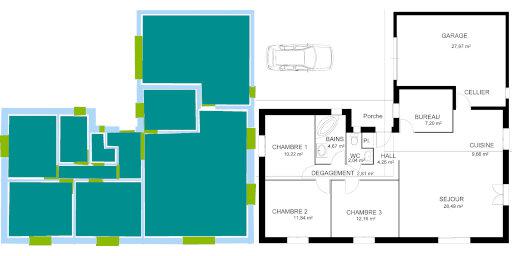 GARAGE
27,97 m²
CELLIER
Porche
BUREAU
7,20 m²
BAINS
4,67 m²
Pl.
CUISINE
9,66 m²
CHAMBRE 1
10,22 m²
WC
2,04 m²
HALL
4,25 m²
DEGAGEMENT 2,61 m²
SEJOUR
28,49 m²
CHAMBRE 2
11,84 m²
CHAMBRE 3
12,16 m²